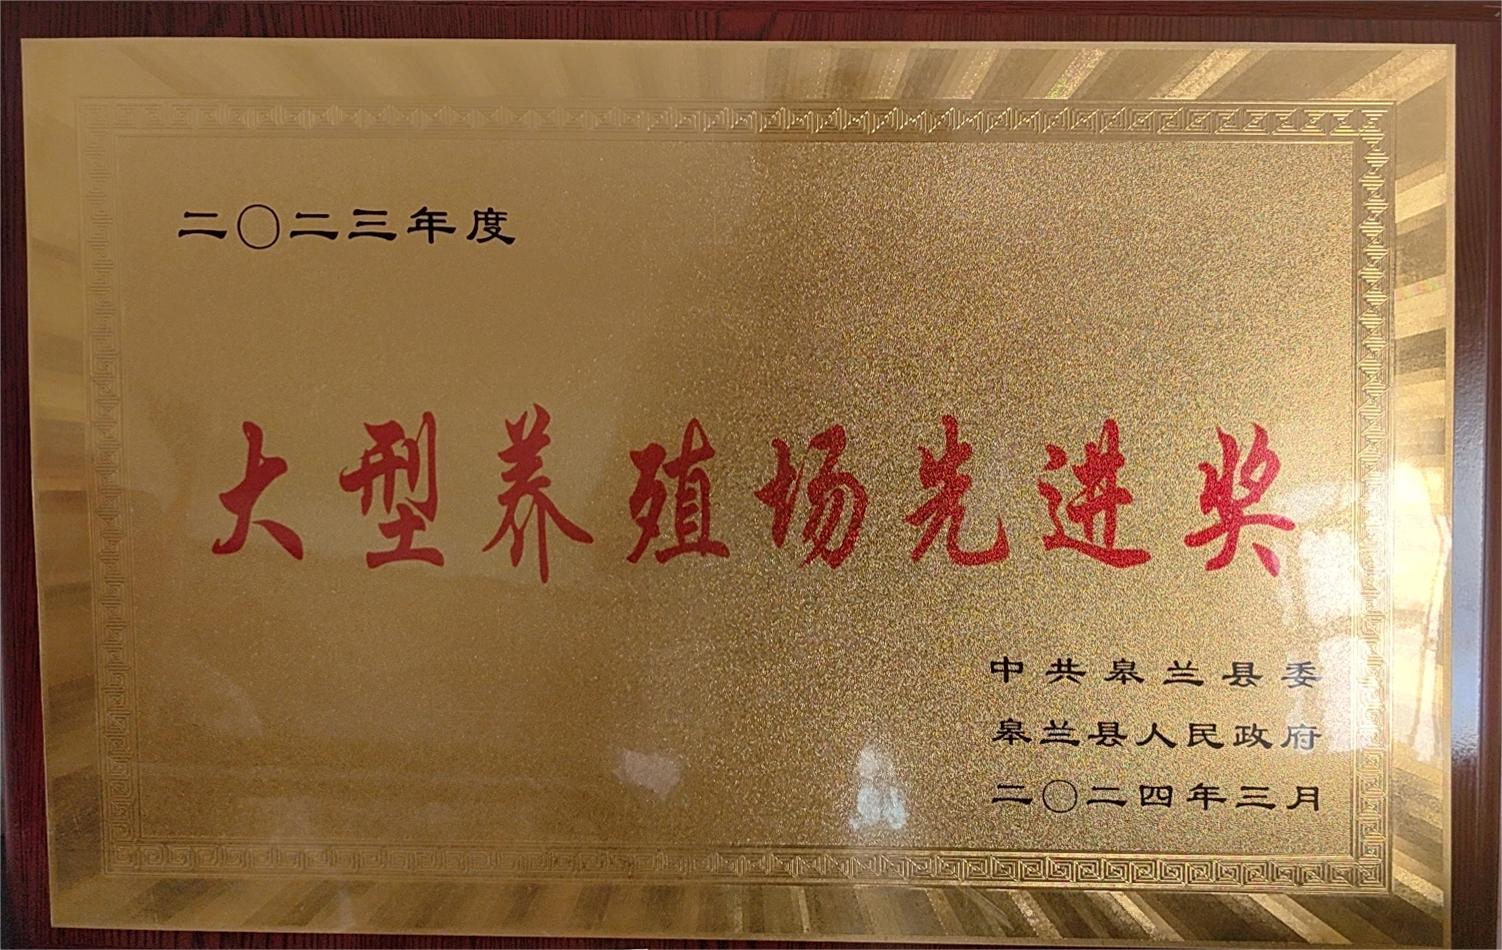 二〇二三年度
大型养殖场先进奖
中共皋兰县委
皋兰县人民政府
二〇二四年三月